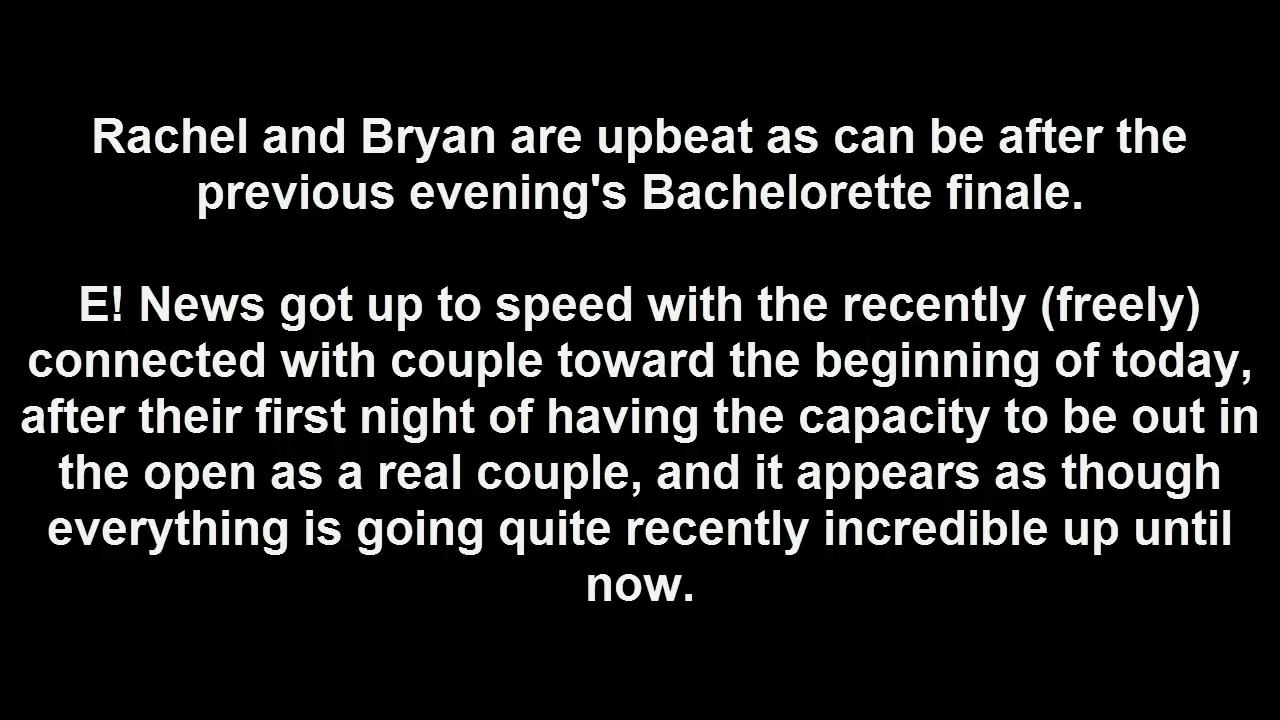 Rachel and Bryan are upbeat as can be after the
previous evening's Bachelorette finale.
E! News got up to speed with the recently (freely)
connected with couple toward the beginning of today,
after their first night of having the capacity to be out in
the open as a real couple, and it appears as though
everything is going quite recently incredible up until
now.